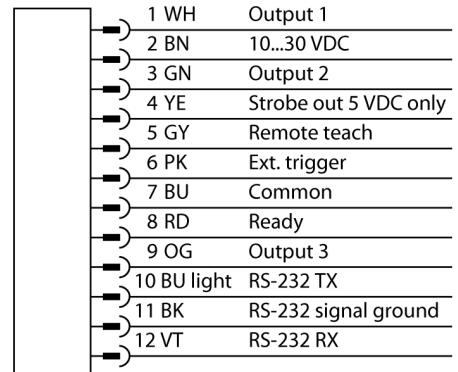 1 WH Output 1
2 BN 10...30 VDC
3 GN Output 2
4 YE Strobe out 5 VDC only
5 GY Remote teach
6 PK Ext. trigger
7 BU Common
8 RD Ready
9 OG Output 3
10 BU light RS-232 TX
11 BK RS-232 signal ground
12 VT RS-232 RX